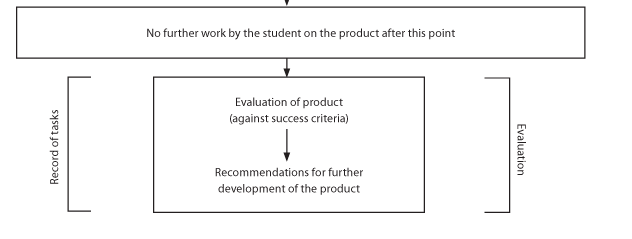 No further work by the student on the product after this point
Evaluation of product
(against success criteria)
Recommendations for further
development of the product
Record of tasks
Evaluation